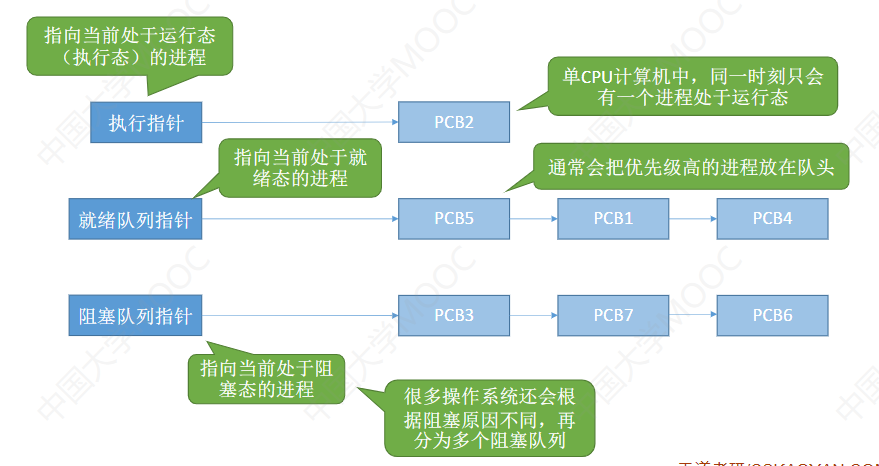 指向当前处于运行态
（执行态）的进程
单CPU计算机中，同一时刻只会
有一个进程处于运行态
执行指针
PCB2
指向当前处于就
绪态的进程
通常会把优先级高的进程放在队头
就绪队列指针
PCB5
PCB1
PCB4
阻塞队列指针
PCB3
PCB7
PCB6
指向当前处于阻
塞态的进程
很多操作系统还会根
据阻塞原因不同，再
分为多个阻塞队列
中国大学MOOC